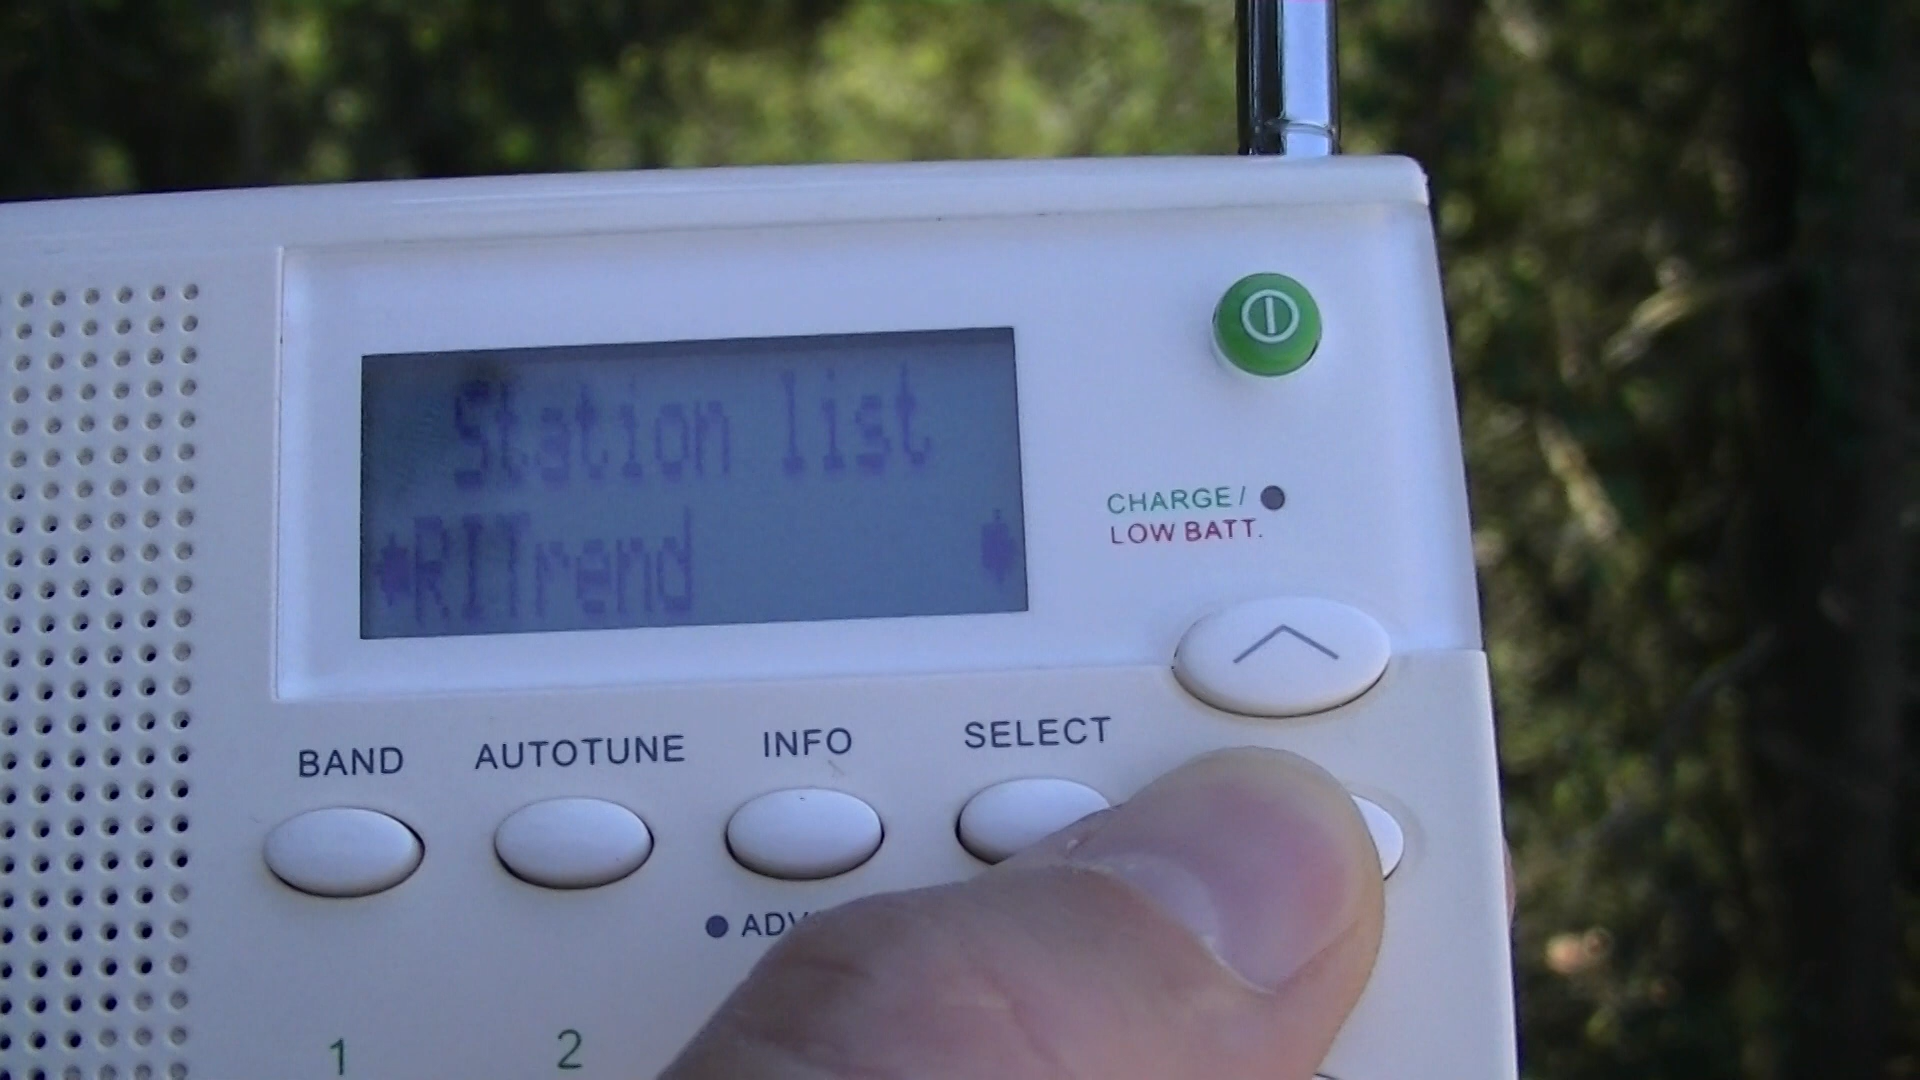 Station list
RITrend
CHARGE/
LOW BATT.
BAND AUTOTUNE INFO SELECT
1 2